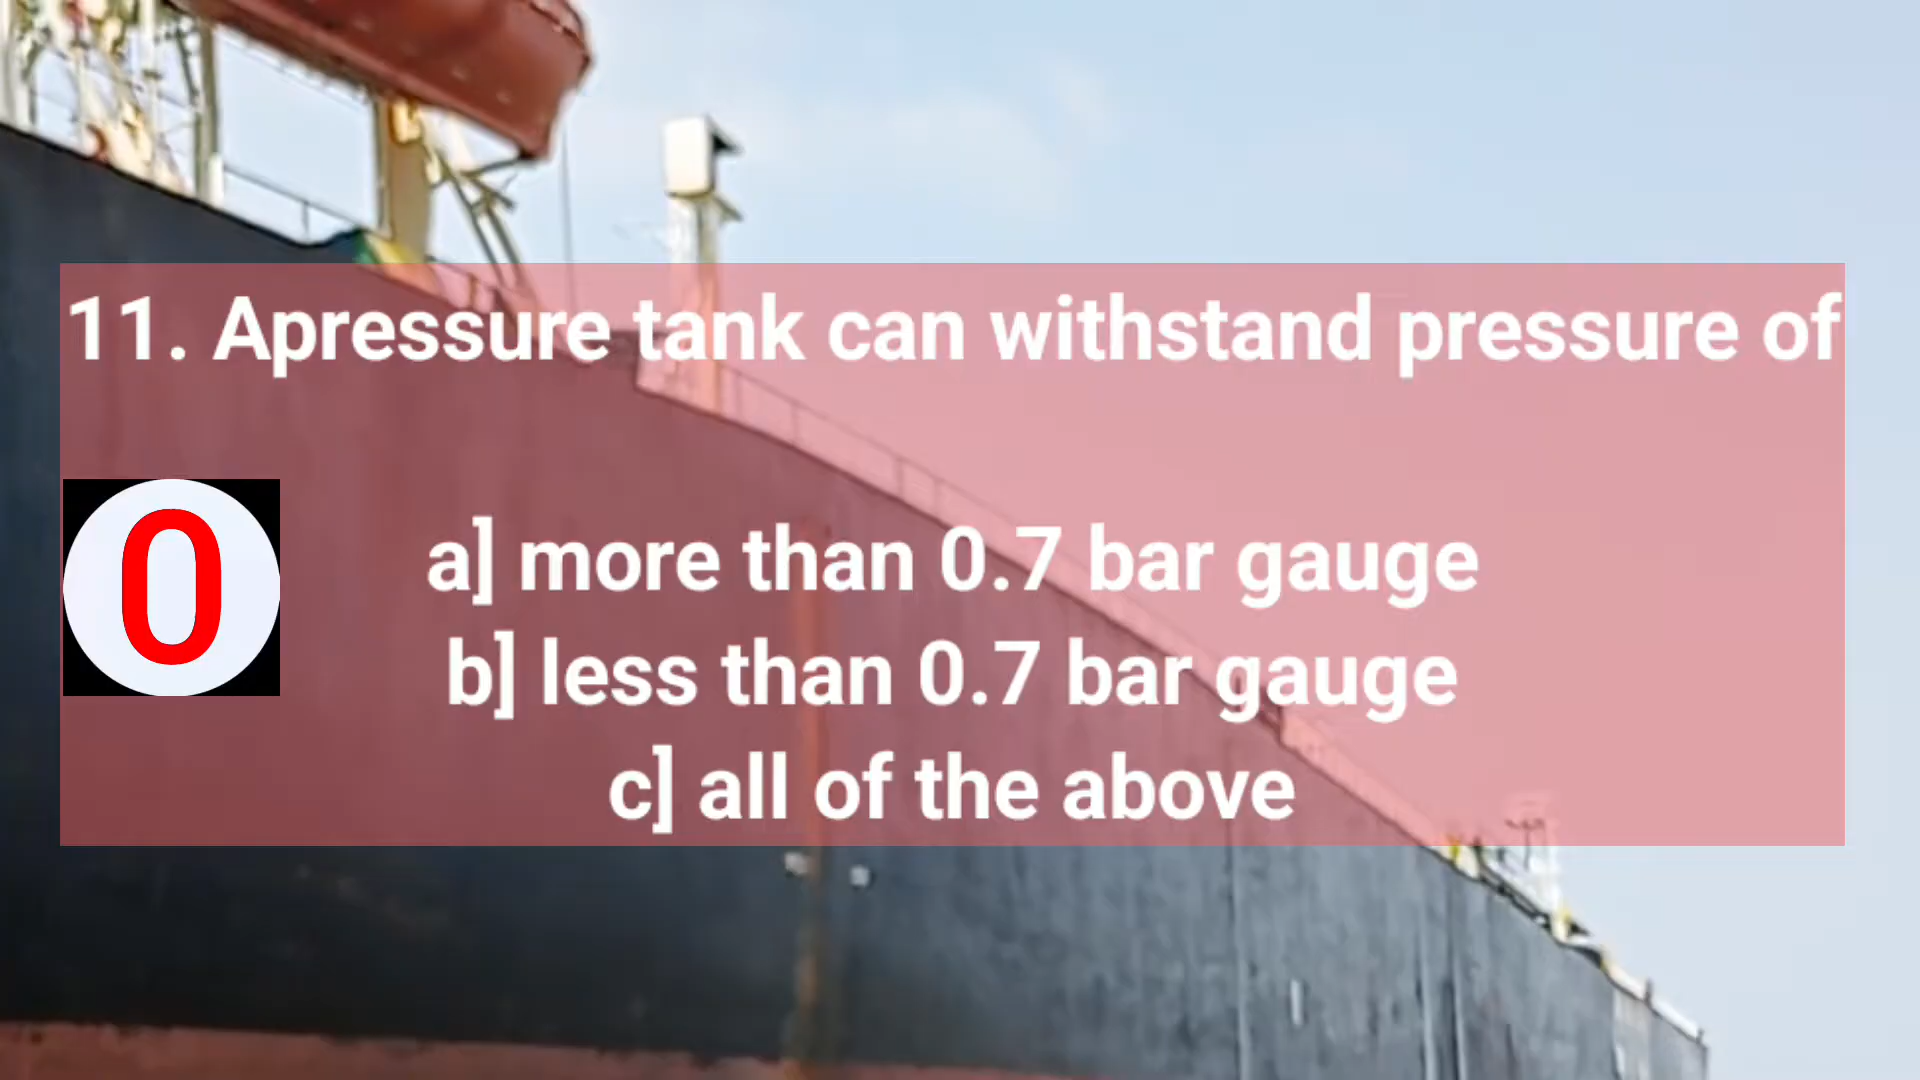 11. Apressure tank can withstand pressure of
0
a] more than 0.7 bar gauge
b] less than 0.7 bar gauge
c] all of the above